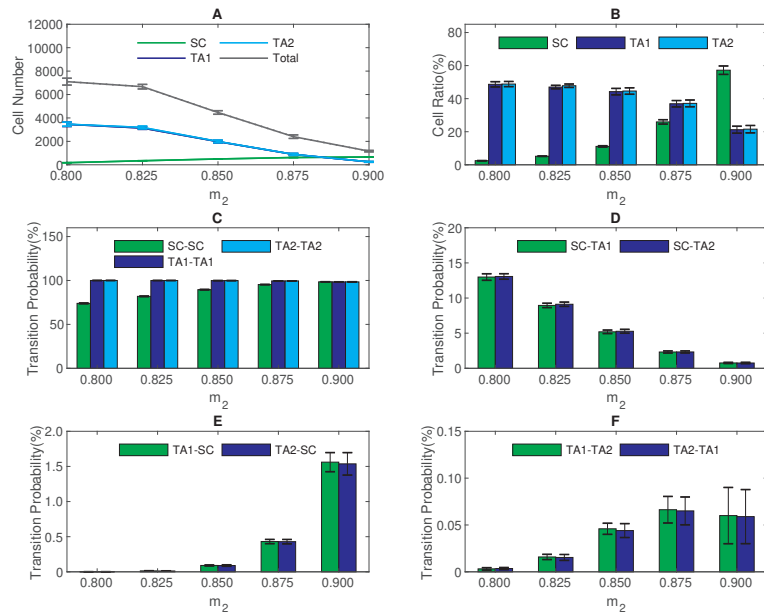 A
12000
10000
8000
6000
4000
2000
0
Cell Number
SC
TA1
TA2
Total
0.800
0.825
0.850
0.875
0.900
m2
B
80
60
40
20
0
Cell Ratio(%)
SC
TA1
TA2
0.800
0.825
0.850
0.875
0.900
m2
C
150
100
50
0
Transition Probability(%)
SC-SC
TA1-TA1
TA2-TA2
0.800
0.825
0.850
0.875
0.900
m2
D
20
15
10
5
0
Transition Probability(%)
SC-TA1
SC-TA2
0.800
0.825
0.850
0.875
0.900
m2
E
2.0
1.5
1.0
0.5
0
Transition Probability(%)
TA1-SC
TA2-SC
0.800
0.825
0.850
0.875
0.900
m2
F
0.15
0.10
0.05
0
Transition Probability(%)
TA1-TA2
TA2-TA1
0.800
0.825
0.850
0.875
0.900
m2